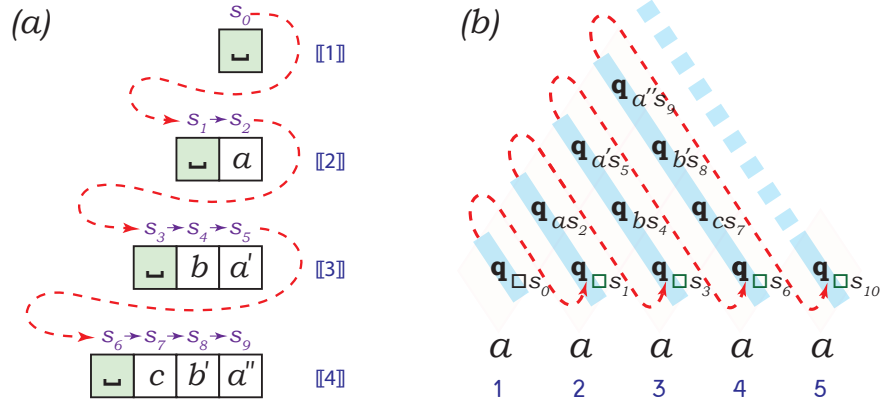 (a)
s₀
␣ [[1]]
s₁→s₂
␣ a [[2]]
s₃→s₄→s₅
␣ b a' [[3]]
s₆→s₇→s₈→s₉
␣ c b' a'' [[4]]
(b)
q a''s₉
q a's₅ q b's₈
q as₂ q bs₄ q cs₇
q □s₀ q □s₁ q □s₃ q □s₆ q □s₁₀
a a a a a
1 2 3 4 5